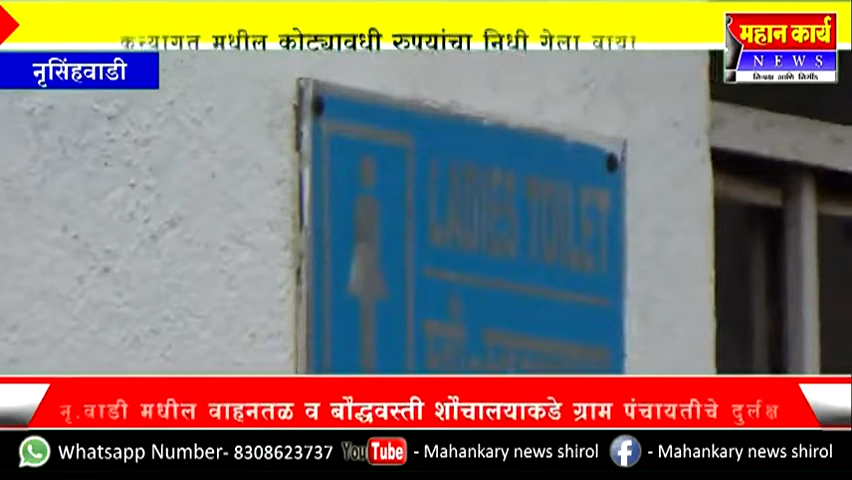 कन्यागत मधील कोट्यावधी रुपयांचा निधी गेला वाया
महान कार्य
NEWS
नृसिंहवाडी
LADIES TOILET
नृ.वाडी मधील वाहनतळ व बौद्धवस्ती शौचालयाकडे ग्राम पंचायतीचे दुर्लक्ष
Whatsapp Number- 8308623737 YouTube - Mahankary news shirol - Mahankary news shirol